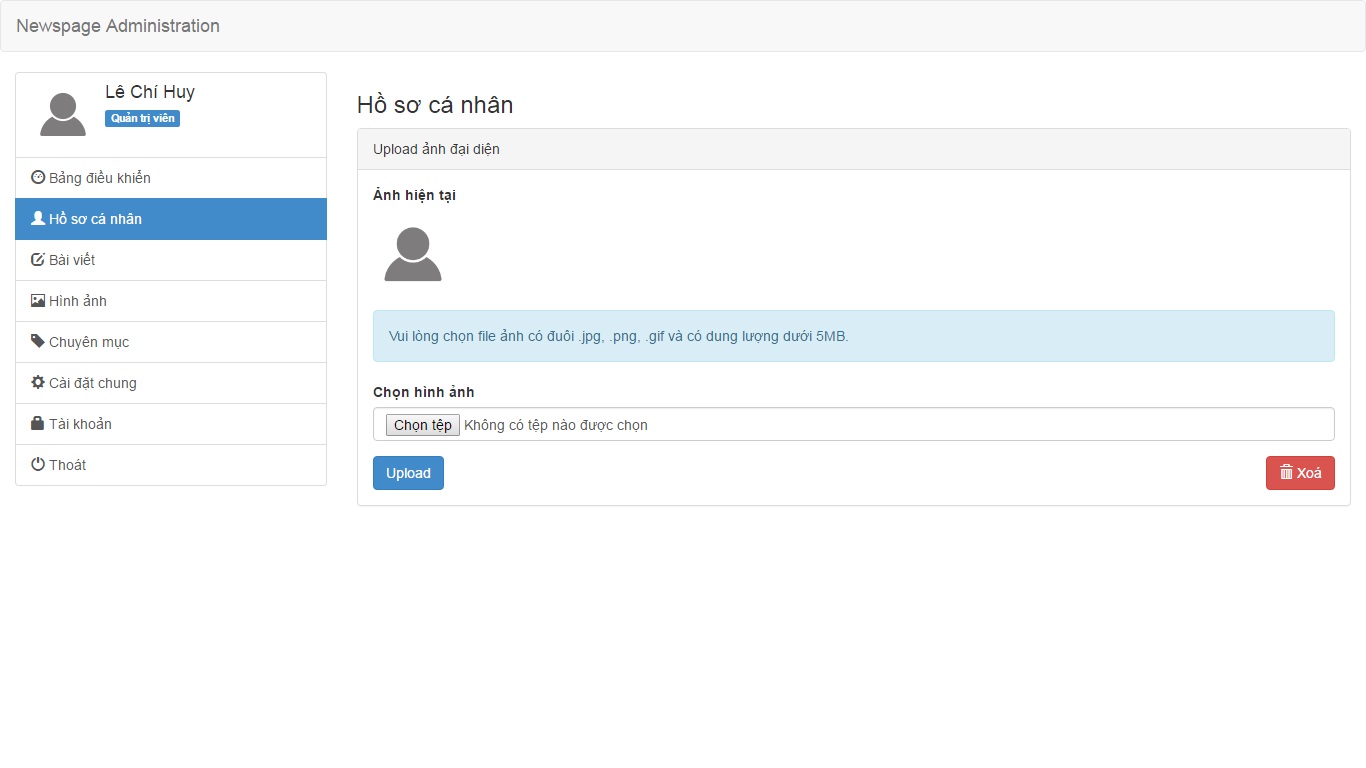 Newspage Administration
Lê Chí Huy
Quản trị viên
Bảng điều khiển
Hồ sơ cá nhân
Bài viết
Hình ảnh
Chuyên mục
Cài đặt chung
Tài khoản
Thoát
Hồ sơ cá nhân
Upload ảnh đại diện
Ảnh hiện tại
Vui lòng chọn file ảnh có đuôi .jpg, .png, .gif và có dung lượng dưới 5MB.
Chọn hình ảnh
Chọn tệp Không có tệp nào được chọn
Upload
Xoá